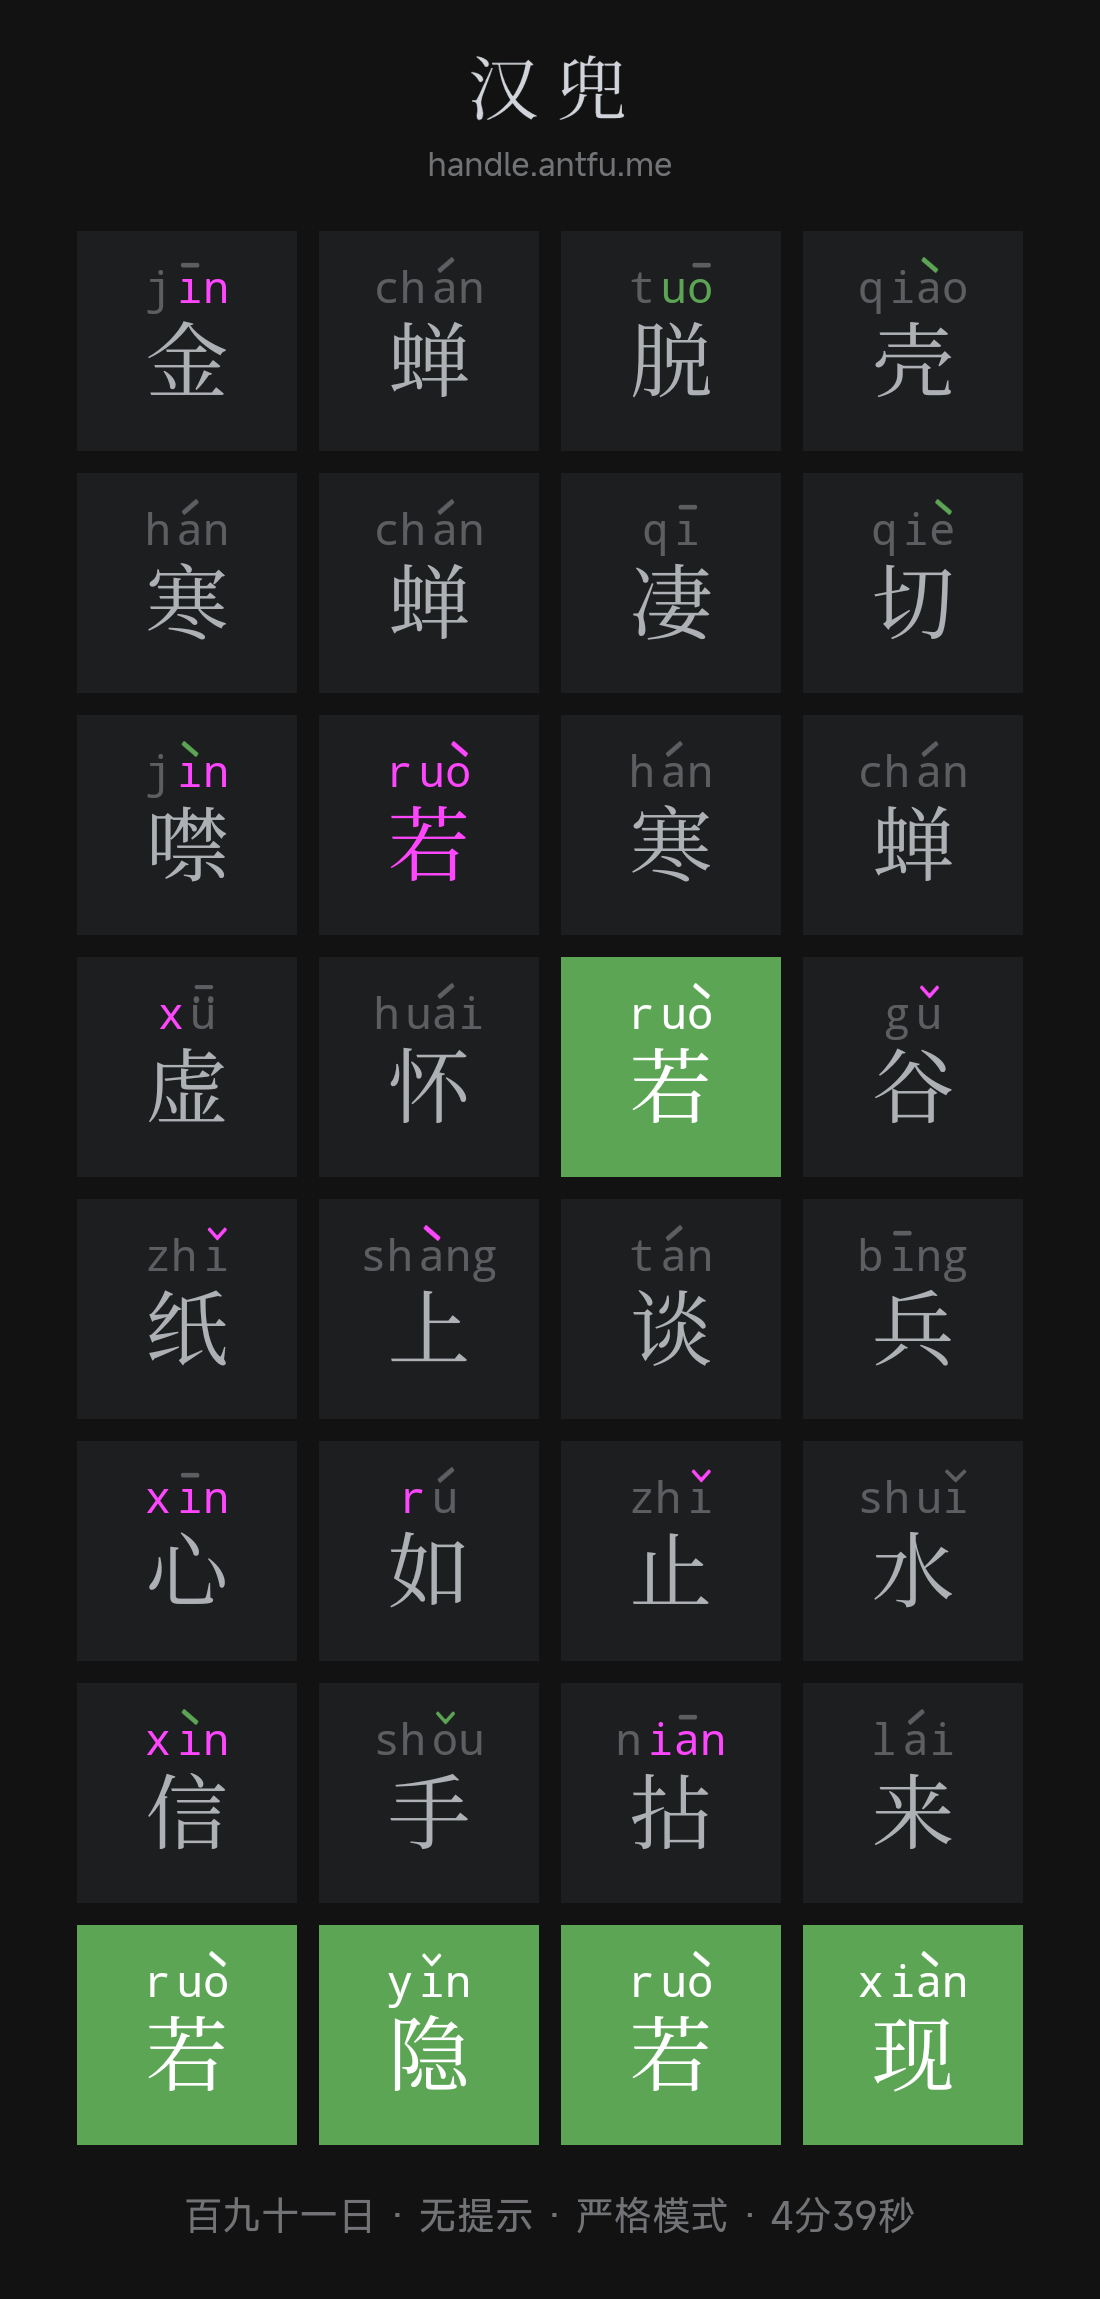 汉兜
handle.antfu.me
jīn chán tuō qiào
金 蝉 脱 壳
hán chán qī qiè
寒 蝉 凄 切
jìn ruò hán chán
噤 若 寒 蝉
xǖ huái ruò gǔ
虚 怀 若 谷
zhǐ shàng tán bīng
纸 上 谈 兵
xīn rú zhǐ shuǐ
心 如 止 水
xìn shǒu niān lái
信 手 拈 来
ruò yǐn ruò xiàn
若 隐 若 现
百九十一日 · 无提示 · 严格模式 · 4分39秒